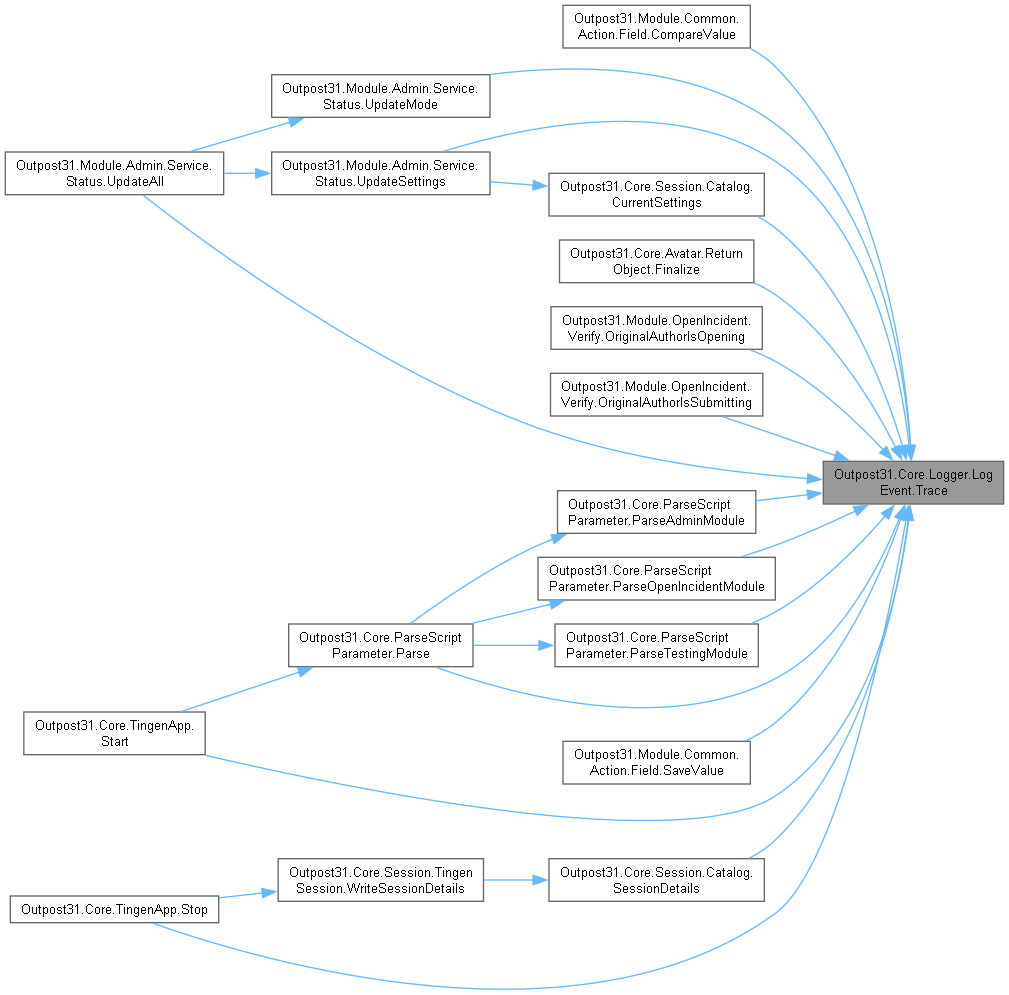 Outpost31.Module.Common.
Action.Field.CompareValue
Outpost31.Module.Admin.Service.
Status.UpdateMode
Outpost31.Module.Admin.Service.
Status.UpdateAll
Outpost31.Module.Admin.Service.
Status.UpdateSettings
Outpost31.Core.Session.Catalog.
CurrentSettings
Outpost31.Core.Avatar.Return
Object.Finalize
Outpost31.Module.OpenIncident.
Verify.OriginalAuthorIsOpening
Outpost31.Module.OpenIncident.
Verify.OriginalAuthorIsSubmitting
Outpost31.Core.Logger.Log
Event.Trace
Outpost31.Core.ParseScript
Parameter.ParseAdminModule
Outpost31.Core.ParseScript
Parameter.ParseOpenIncidentModule
Outpost31.Core.ParseScript
Parameter.Parse
Outpost31.Core.ParseScript
Parameter.ParseTestingModule
Outpost31.Core.TingenApp.
Start
Outpost31.Module.Common.
Action.Field.SaveValue
Outpost31.Core.Session.Tingen
Session.WriteSessionDetails
Outpost31.Core.Session.Catalog.
SessionDetails
Outpost31.Core.TingenApp.Stop